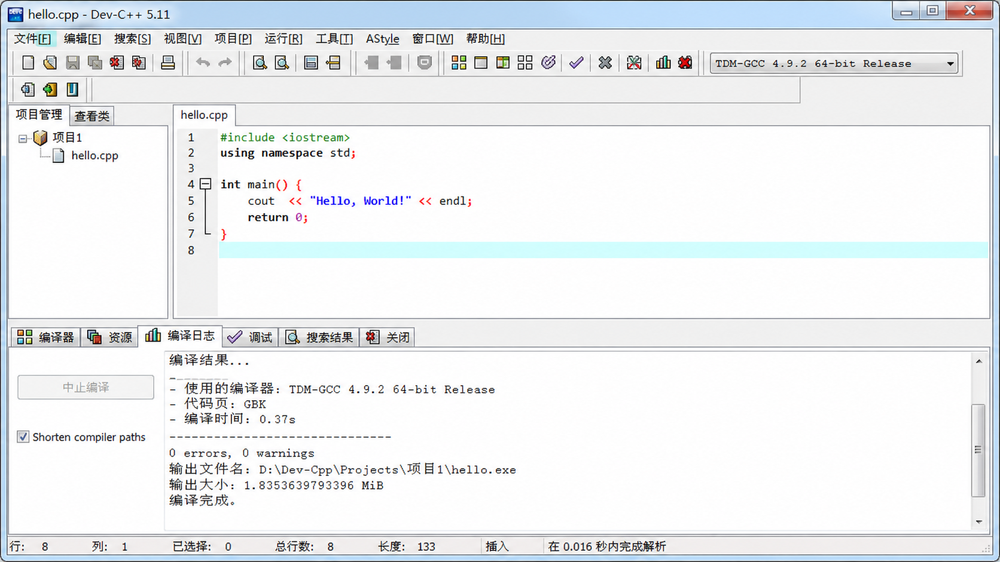 hello.cpp - Dev-C++ 5.11
文件[F] 编辑[E] 搜索[S] 视图[V] 项目[P] 运行[R] 工具[T] AStyle 窗口[W] 帮助[H]
TDM-GCC 4.9.2 64-bit Release
项目管理 查看类
项目1
hello.cpp
hello.cpp
1 #include <iostream>
2 using namespace std;
3
4 int main() {
5 cout  << "Hello, World!" << endl;
6 return 0;
7 }
8
编译器 资源 编译日志 调试 搜索结果 关闭
中止编译
Shorten compiler paths
编译结果...
--------
- 使用的编译器: TDM-GCC 4.9.2 64-bit Release
- 代码页: GBK
- 编译时间: 0.37s
------------------------------
0 errors, 0 warnings
输出文件名: D:\Dev-Cpp\Projects\项目1\hello.exe
输出大小: 1.8353639793396 MiB
编译完成。
行: 8 列: 1 已选择: 0 总行数: 8 长度: 133 插入 在 0.016 秒内完成解析